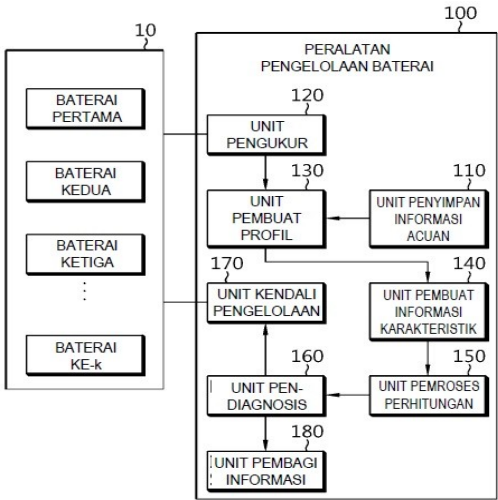 10
BATERAI
PERTAMA
BATERAI
KEDUA
BATERAI
KETIGA
⋮
BATERAI
KE-k
100
PERALATAN
PENGELOLAAN BATERAI
120
UNIT
PENGUKUR
130
UNIT
PEMBUAT
PROFIL
110
UNIT PENYIMPAN
INFORMASI
ACUAN
170
UNIT KENDALI
PENGELOLAAN
140
UNIT PEMBUAT
INFORMASI
KARAKTERISTIK
160
UNIT PEN-
DIAGNOSIS
150
UNIT PEMROSES
PERHITUNGAN
180
UNIT PEMBAGI
INFORMASI